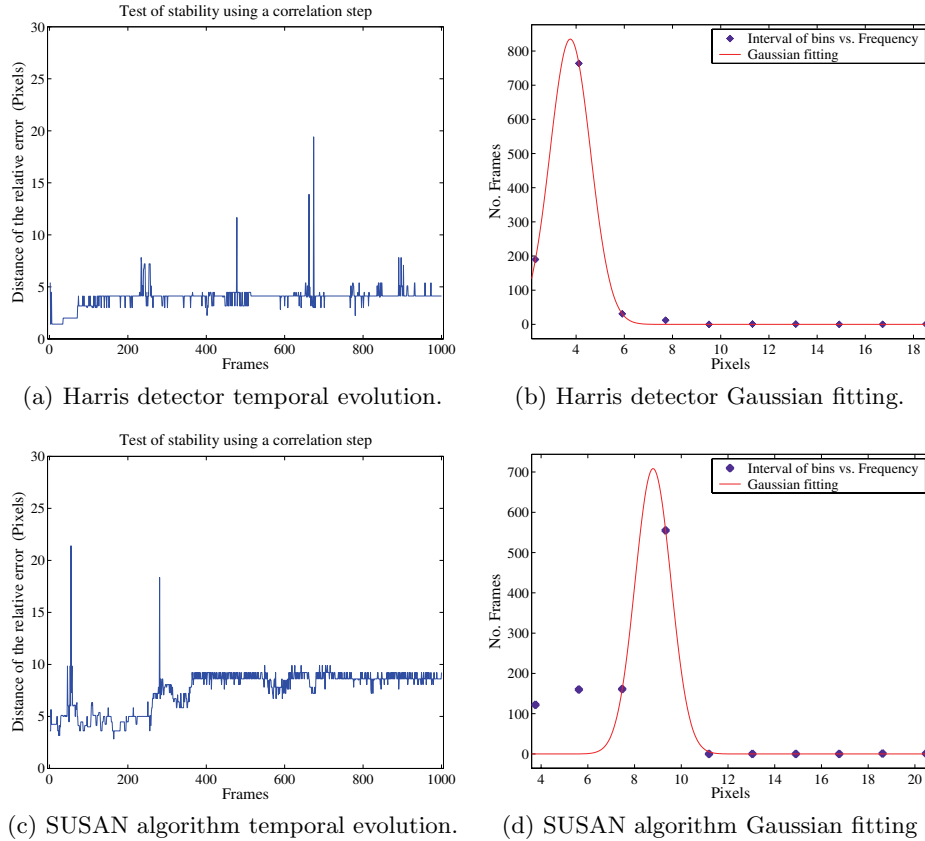 Test of stability using a correlation step
30
25
20
15
10
5
0
0 200 400 600 800 1000
Distance of the relative error (Pixels)
Frames
Interval of bins vs. Frequency
Gaussian fitting
800
700
600
500
400
300
200
100
0
4 6 8 10 12 14 16 18
No. Frames
Pixels
(a) Harris detector temporal evolution.
(b) Harris detector Gaussian fitting.
Test of stability using a correlation step
30
25
20
15
10
5
0
0 200 400 600 800 1000
Distance of the relative error (Pixels)
Frames
Interval of bins vs. Frequency
Gaussian fitting
700
600
500
400
300
200
100
0
4 6 8 10 12 14 16 18 20
No. Frames
Pixels
(c) SUSAN algorithm temporal evolution.
(d) SUSAN algorithm Gaussian fitting